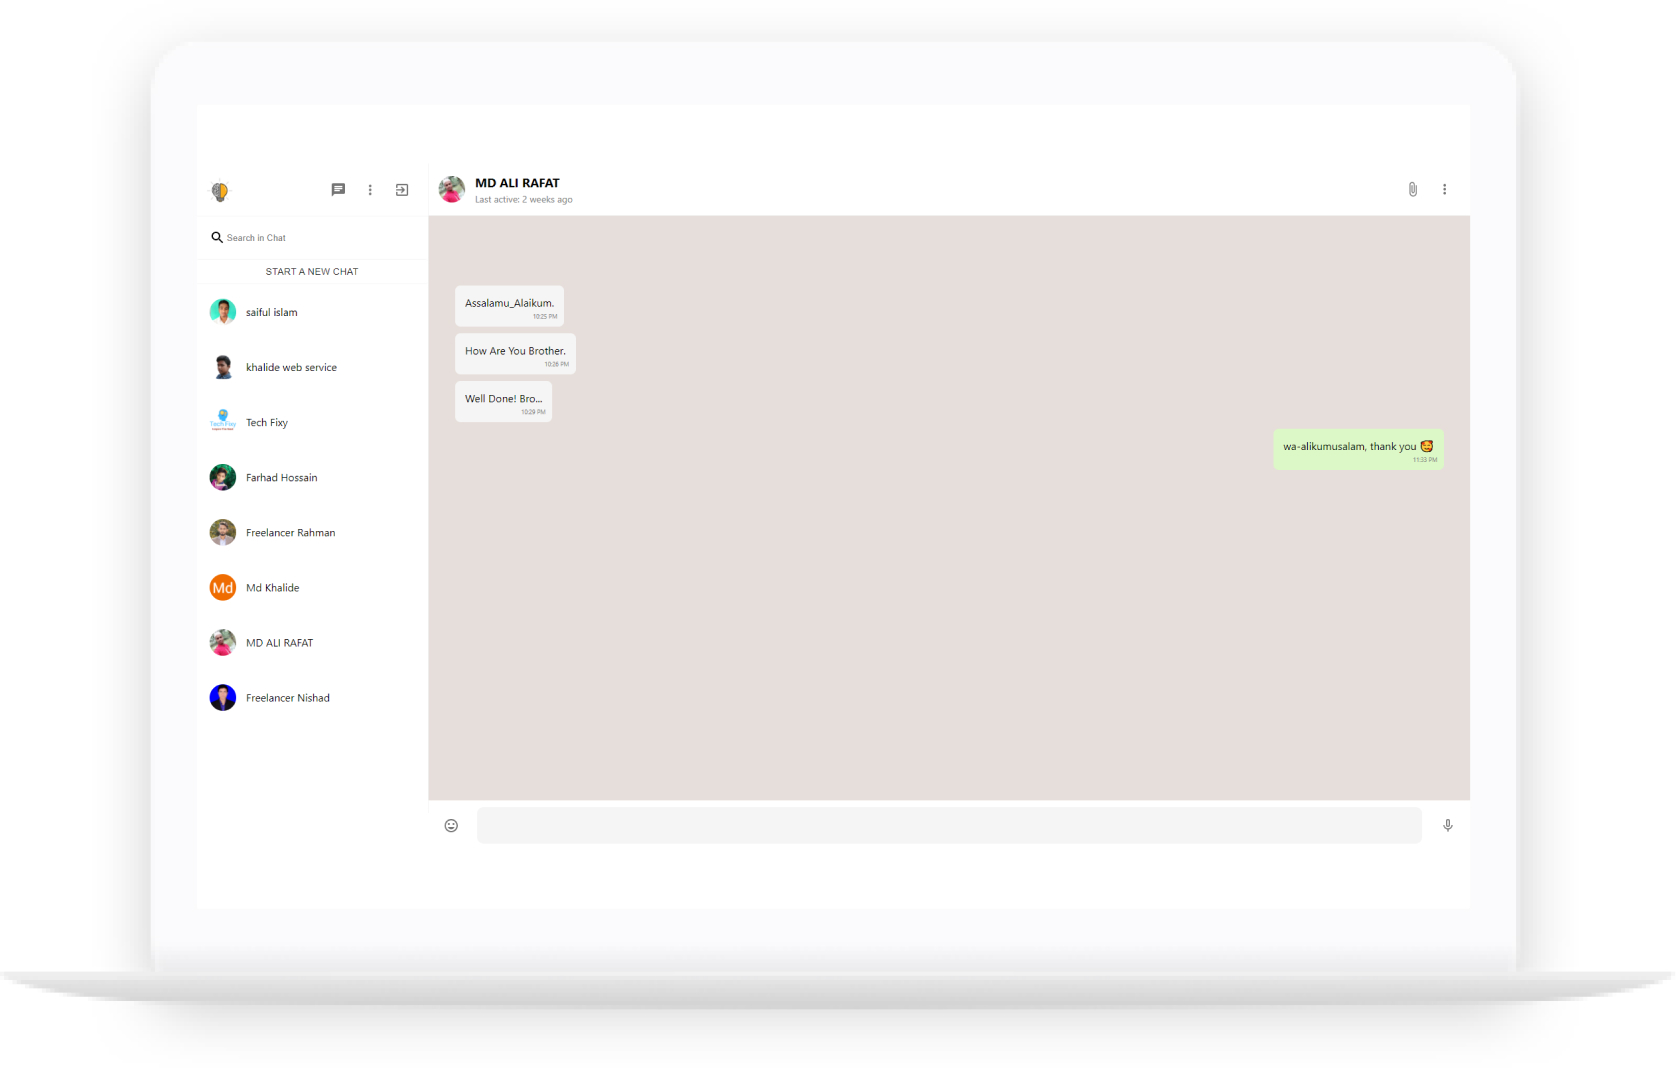 MD ALI RAFAT
Last active: 2 weeks ago
Search in Chat
START A NEW CHAT
saiful islam
khalide web service
Tech Fixy
Tech Fixy
Farhad Hossain
Freelancer Rahman
Md
Md Khalide
MD ALI RAFAT
Freelancer Nishad
Assalamu_Alaikum.
10:25 PM
How Are You Brother.
10:26 PM
Well Done! Bro...
10:29 PM
wa-alikumusalam, thank you 🥰
11:33 PM